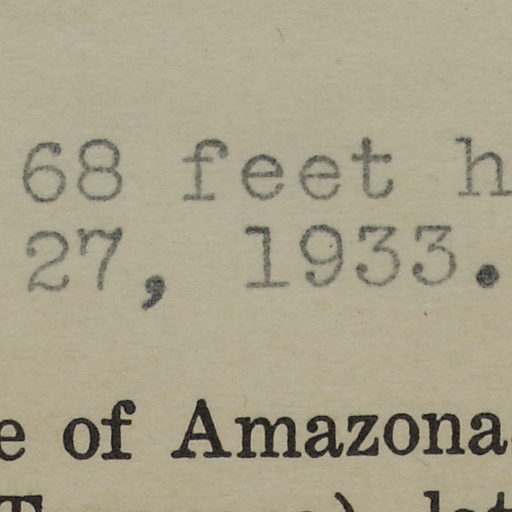 68 feet h
27, 1933.
e of Amazona